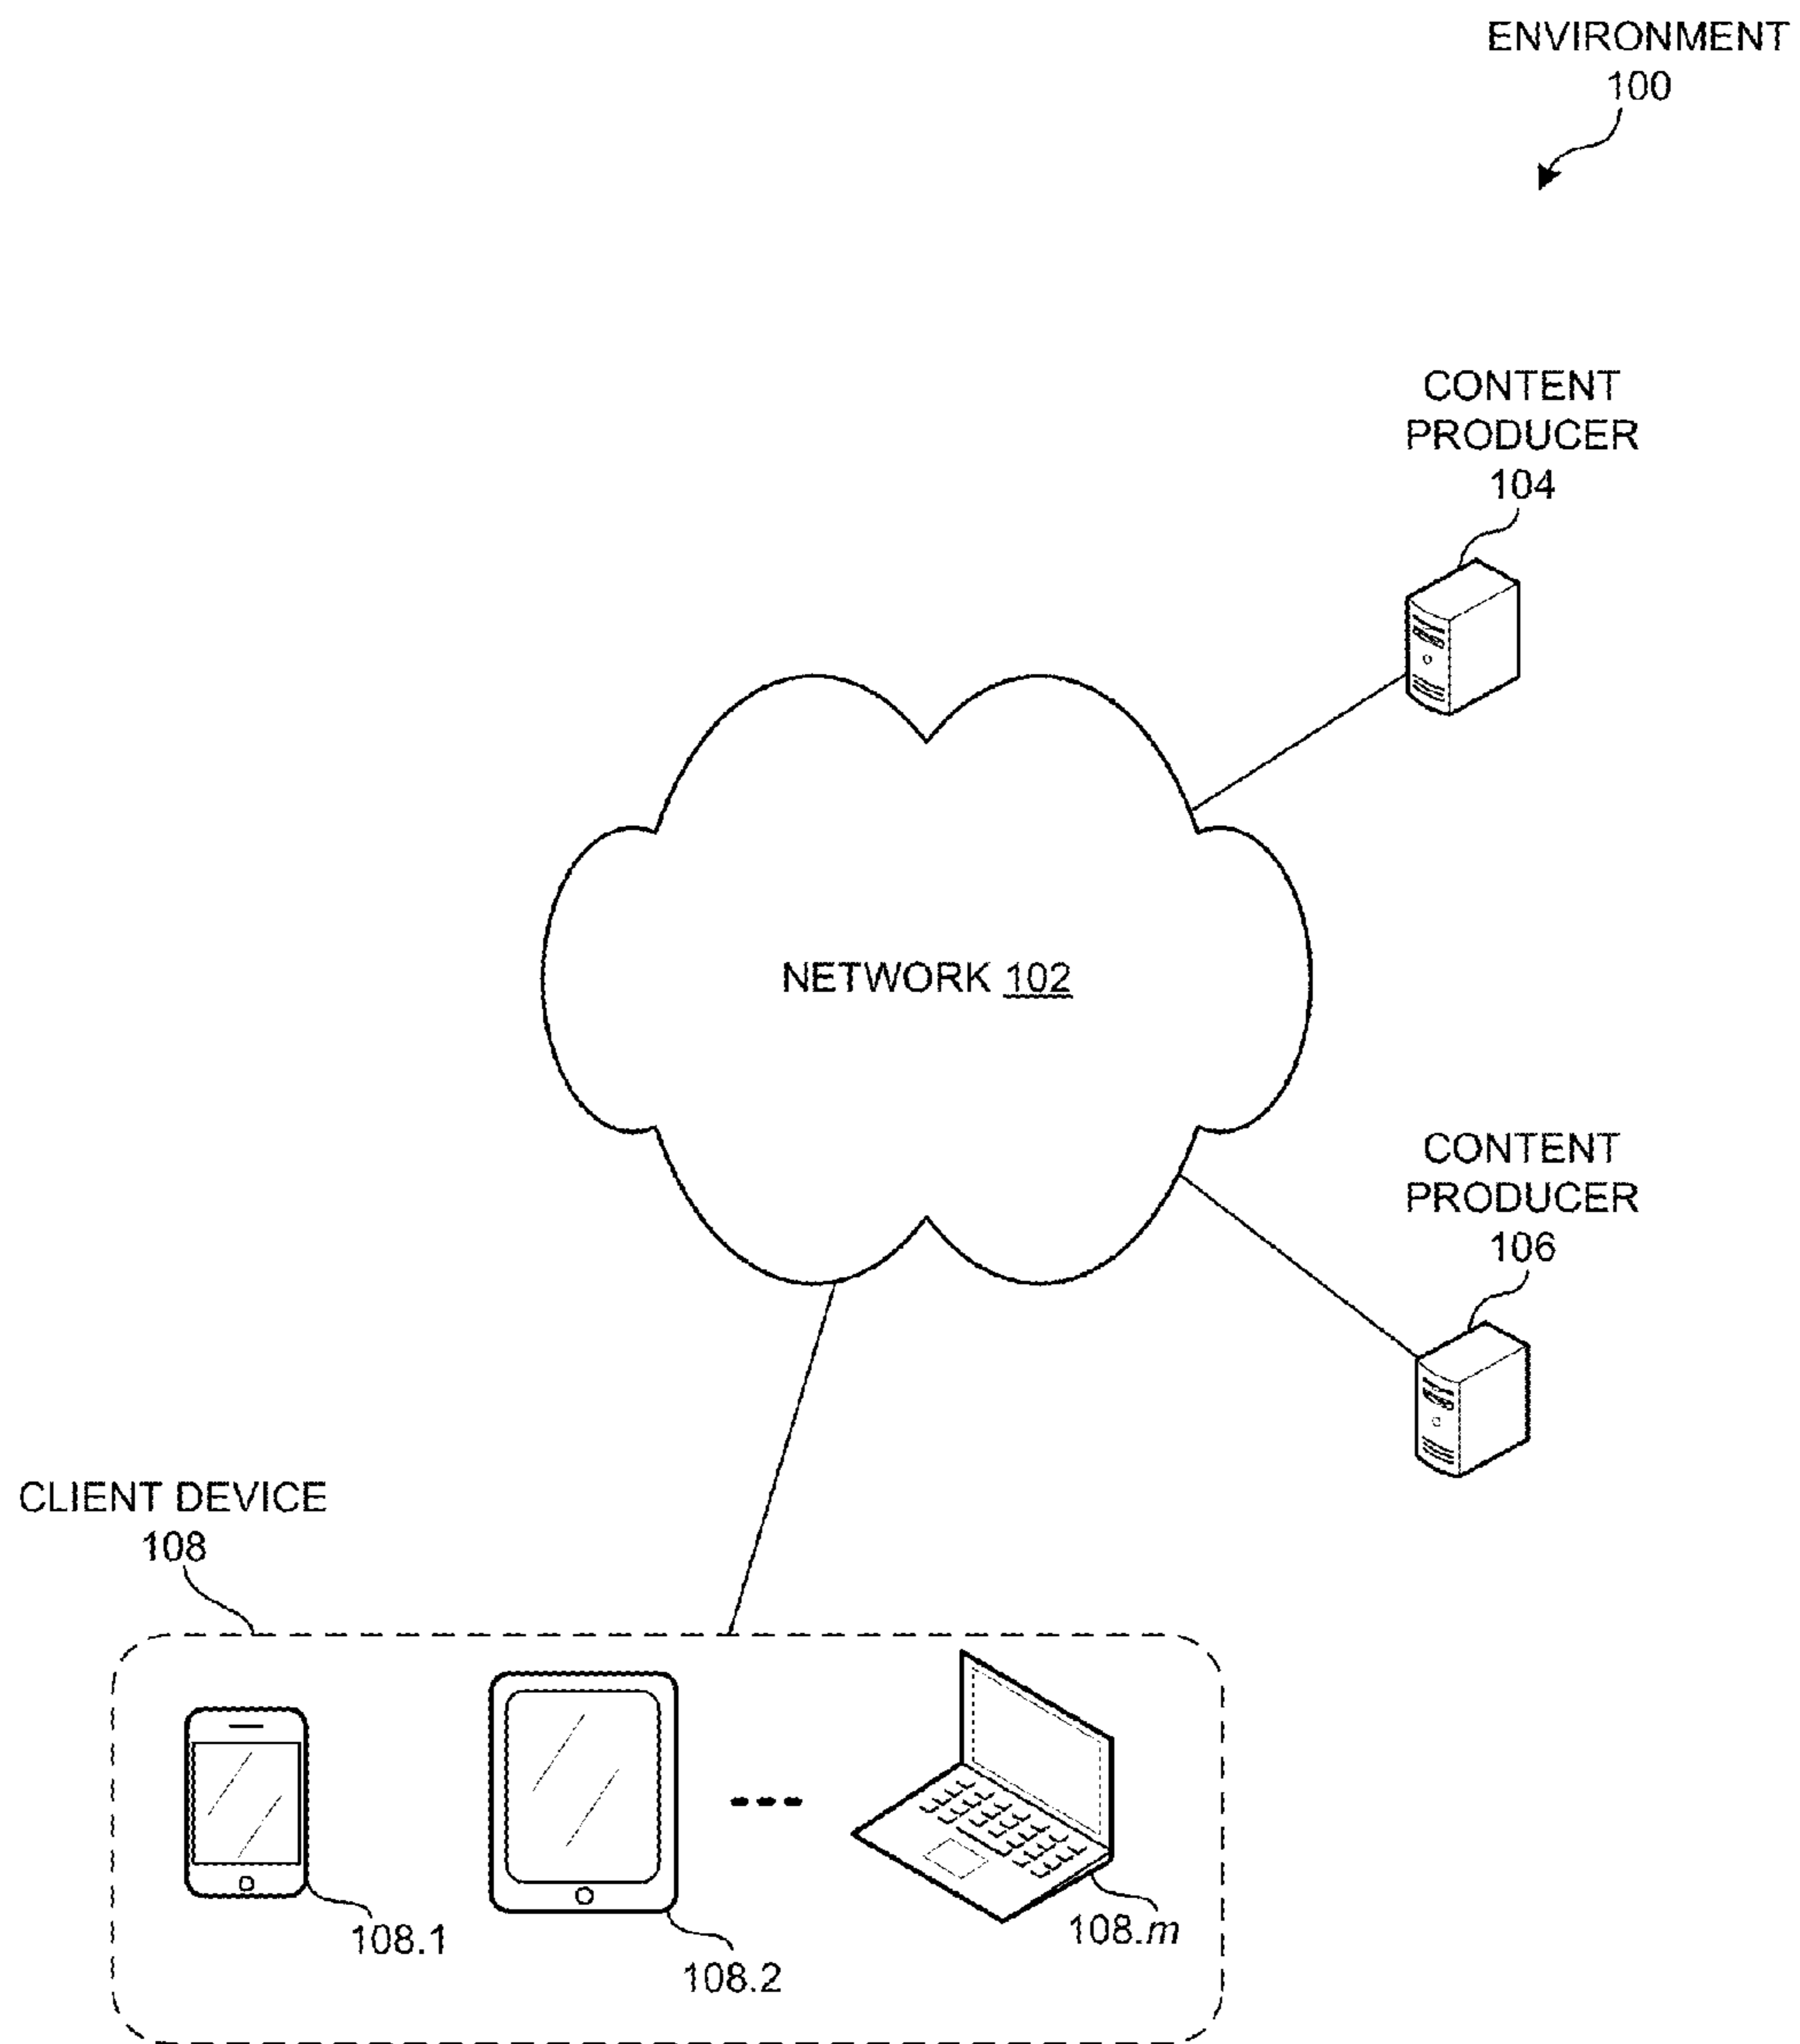 ENVIRONMENT
100
CONTENT
PRODUCER
104
NETWORK 102
CONTENT
PRODUCER
106
CLIENT DEVICE
108
108.1
108.2
108.m